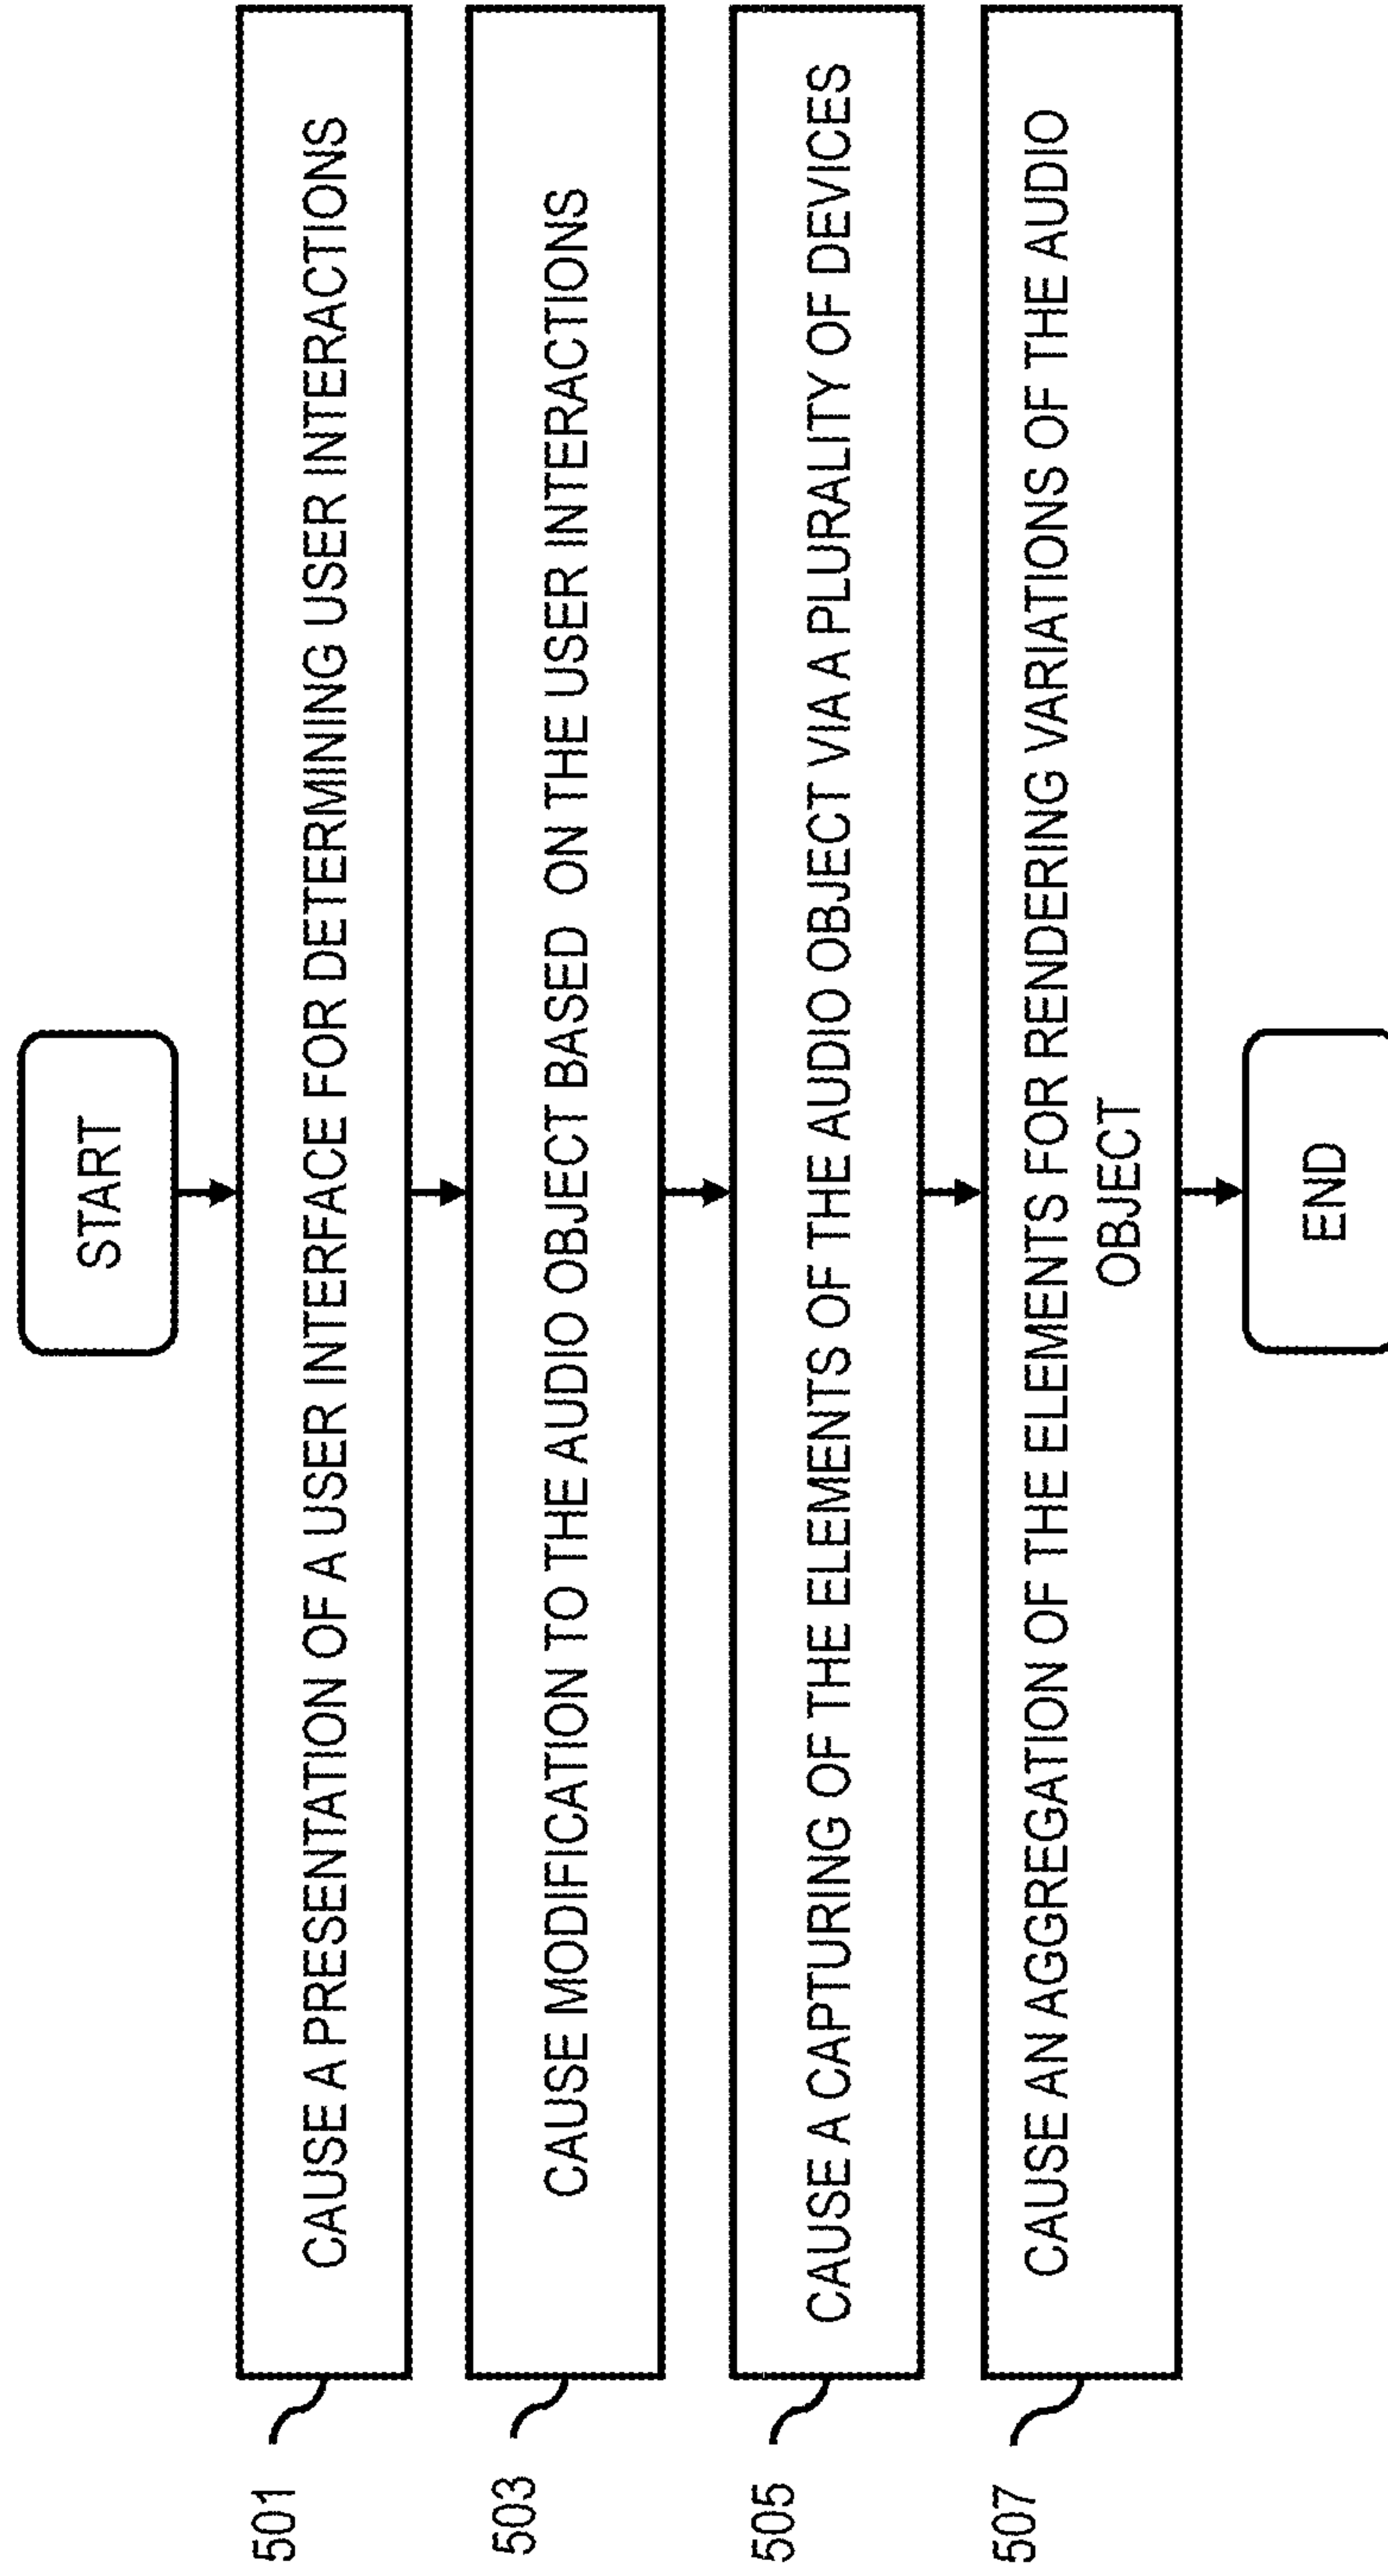 START
501
CAUSE A PRESENTATION OF A USER INTERFACE FOR DETERMINING USER INTERACTIONS
503
CAUSE MODIFICATION TO THE AUDIO OBJECT BASED ON THE USER INTERACTIONS
505
CAUSE A CAPTURING OF THE ELEMENTS OF THE AUDIO OBJECT VIA A PLURALITY OF DEVICES
507
CAUSE AN AGGREGATION OF THE ELEMENTS FOR RENDERING VARIATIONS OF THE AUDIO
OBJECT
END